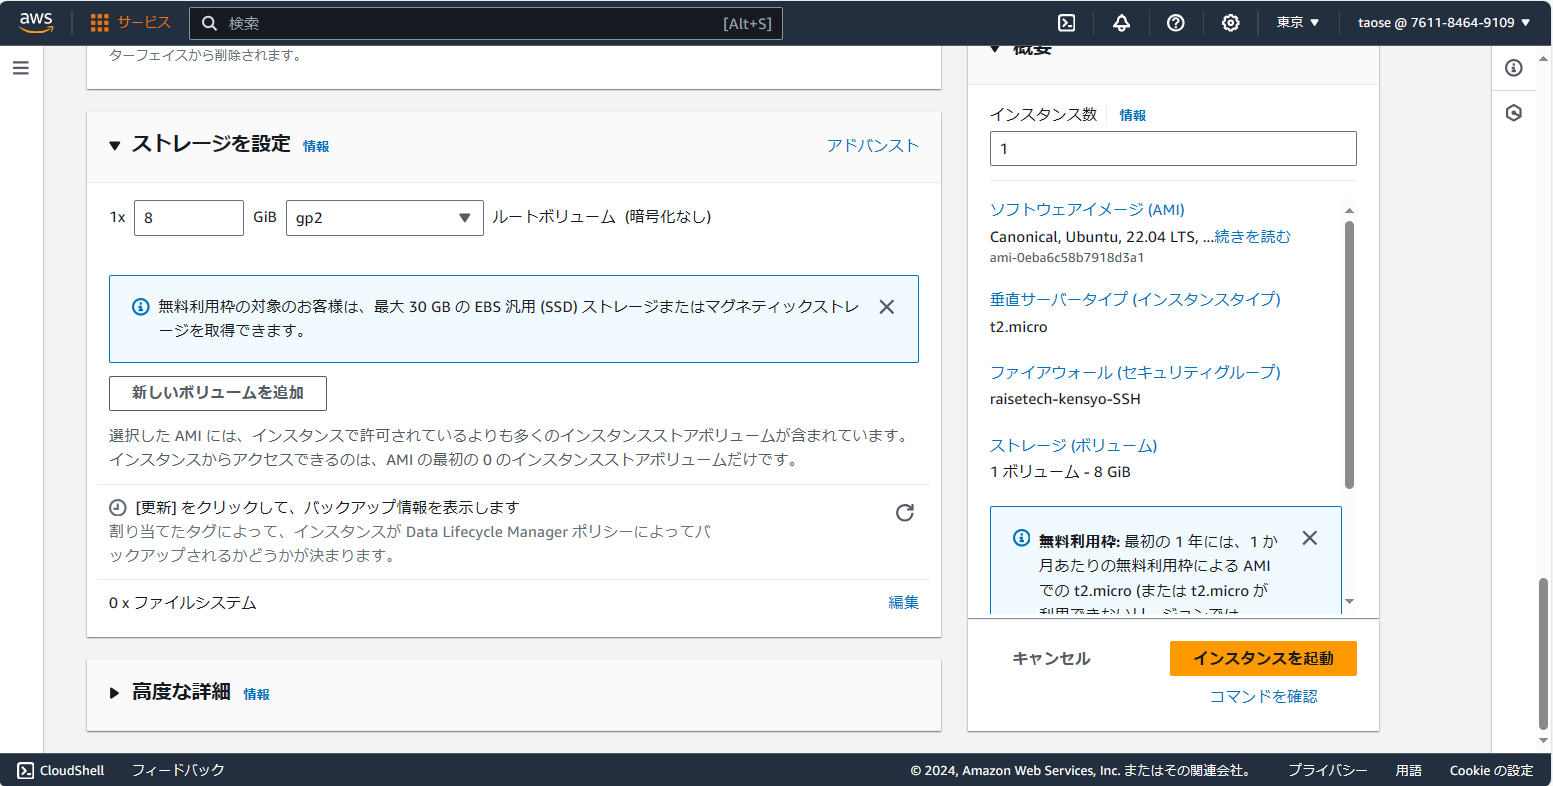 aws
サービス
検索
[Alt+S]
東京 ▼
taose @ 7611-8464-9109 ▼
ターフェイスから削除されます。
▼ ストレージを設定 情報
アドバンスト
1x
8
GiB
gp2
ルートボリューム (暗号化なし)
無料利用枠の対象のお客様は、最大 30 GB の EBS 汎用 (SSD) ストレージまたはマグネティックストレ
ージを取得できます。
新しいボリュームを追加
選択した AMI には、インスタンスで許可されているよりも多くのインスタンスストアボリュームが含まれています。
インスタンスからアクセスできるのは、AMI の最初の 0 のインスタンスストアボリュームだけです。
[更新] をクリックして、バックアップ情報を表示します
割り当てたタグによって、インスタンスが Data Lifecycle Manager ポリシーによってバ
ックアップされるかどうかが決まります。
0 x ファイルシステム
編集
▶ 高度な詳細 情報
▼ 概要
インスタンス数
情報
1
ソフトウェアイメージ (AMI)
Canonical, Ubuntu, 22.04 LTS, ...続きを読む
ami-0eba6c58b7918d3a1
垂直サーバータイプ (インスタンスタイプ)
t2.micro
ファイアウォール (セキュリティグループ)
raisetech-kensyo-SSH
ストレージ (ボリューム)
1 ボリューム - 8 GiB
無料利用枠: 最初の 1 年には、1 か
月あたりの無料利用枠による AMI
での t2.micro (または t2.micro が
利用できないリージョンでは
キャンセル
インスタンスを起動
コマンドを確認
CloudShell
フィードバック
© 2024, Amazon Web Services, Inc. またはその関連会社。
プライバシー
用語
Cookie の設定